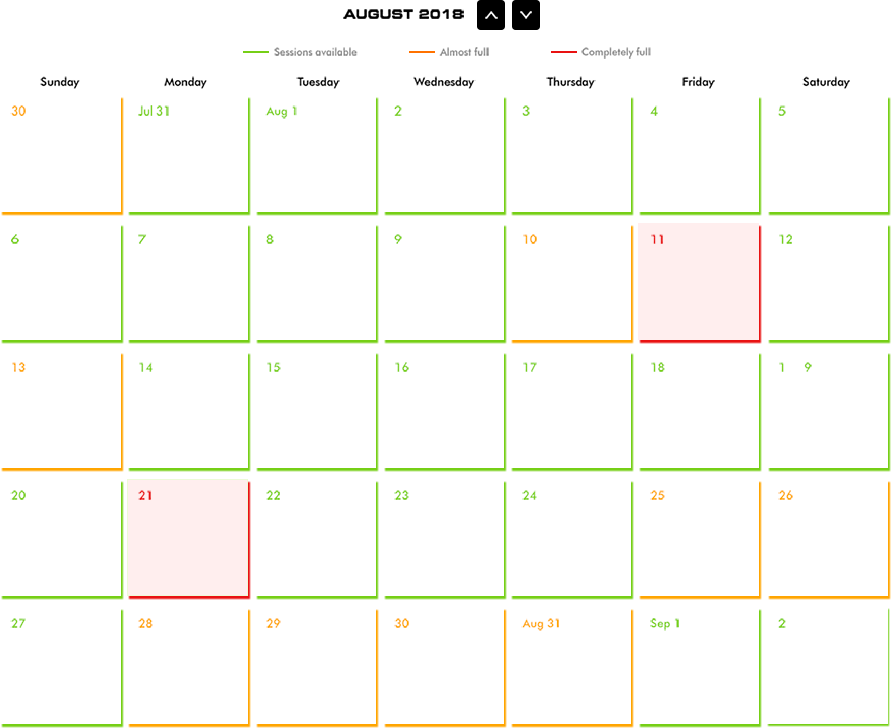 AUGUST 2018
Sessions available Almost full Completely full
Sunday Monday Tuesday Wednesday Thursday Friday Saturday
30 Jul 31 Aug 1 2 3 4 5
6 7 8 9 10 11 12
13 14 15 16 17 18 1 9
20 21 22 23 24 25 26
27 28 29 30 Aug 31 Sep 1 2